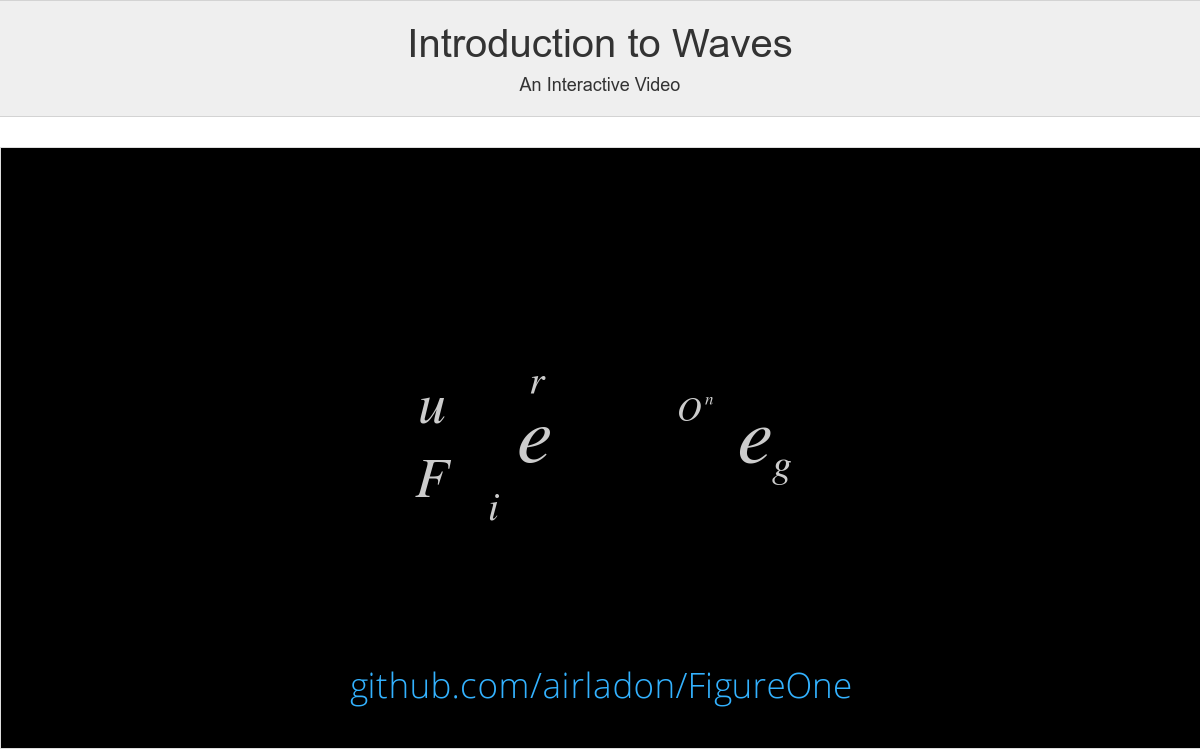 Introduction to Waves
An Interactive Video
r
u
O n
e
e
g
F
i
github.com/airladon/FigureOne